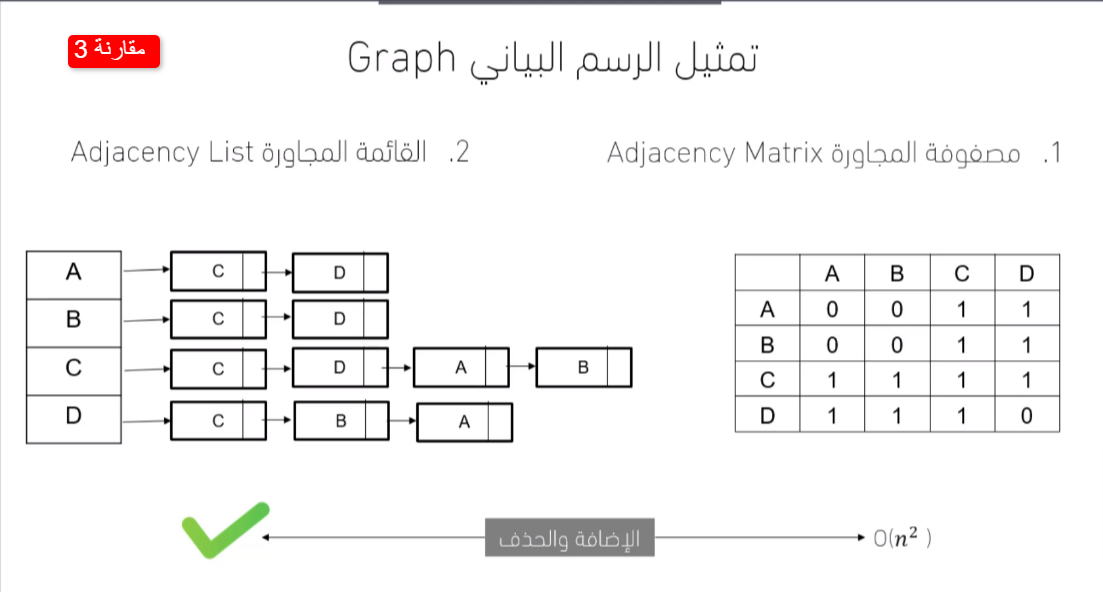 مقارنة 3
تمثيل الرسم البياني Graph
1. مصفوفة المجاورة Adjacency Matrix
2. القائمة المجاورة Adjacency List
A B C D
A 0 0 1 1
B 0 0 1 1
C 1 1 1 1
D 1 1 1 0
A C D
B C D
C C D A B
D C B A
الإضافة والحذف
O(n² )